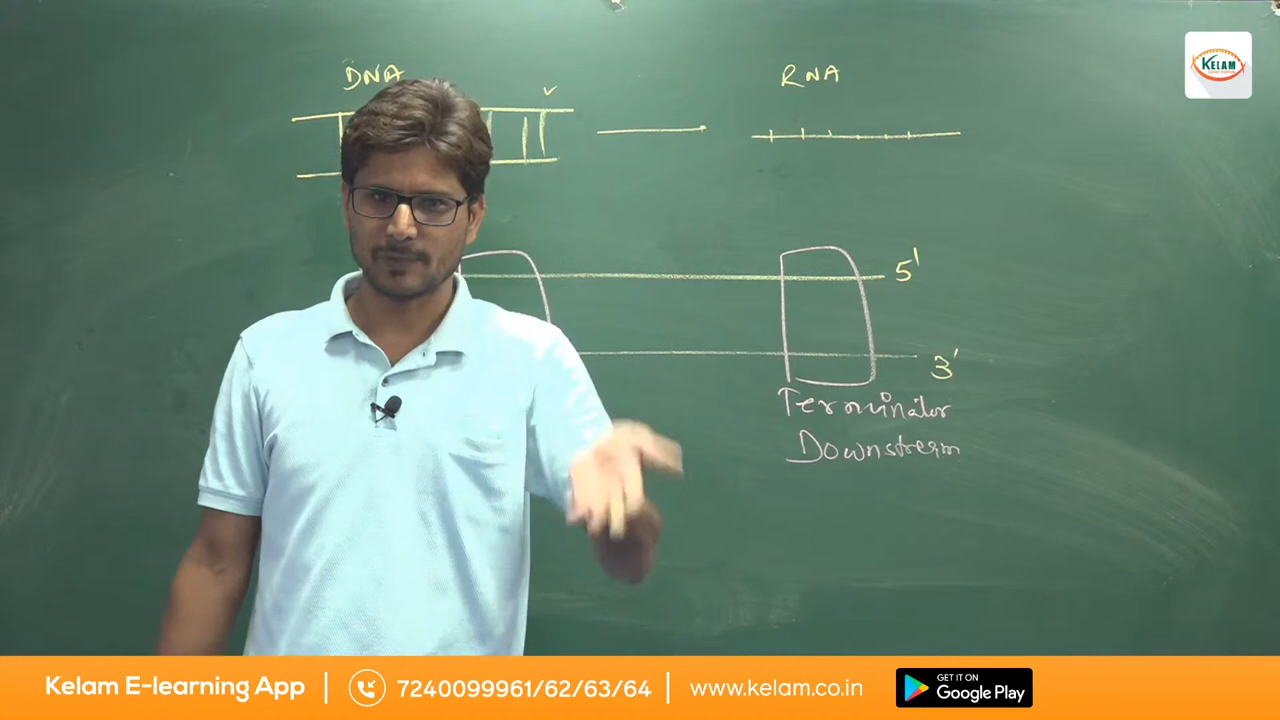 DNA
RNA
KELAM
5'
3'
Terminator
Downstream
Kelam E-learning App
7240099961/62/63/64
www.kelam.co.in
GET IT ON
Google Play